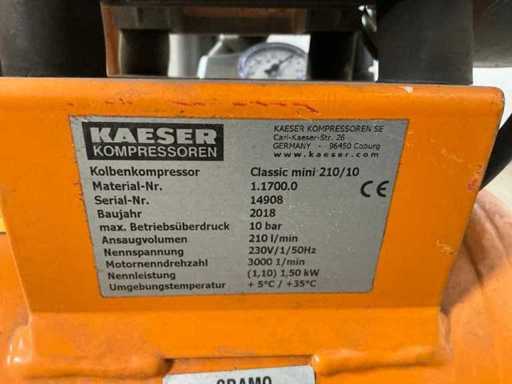 KAESER
KOMPRESSOREN
KAESER KOMPRESSOREN SE
Carl-Kaeser-Str. 26
GERMANY - 96450 Coburg
www.kaeser.com
Kolbenkompressor Classic mini 210/10
Material-Nr. 1.1700.0
Serial-Nr. 14908
Baujahr 2018
max. Betriebsüberdruck 10 bar
Ansaugvolumen 210 l/min
Nennspannung 230V/1/50Hz
Motornenndrehzahl 3000 1/min
Nennleistung (1,10) 1,50 kW
Umgebungstemperatur + 5°C / +35°C
CE